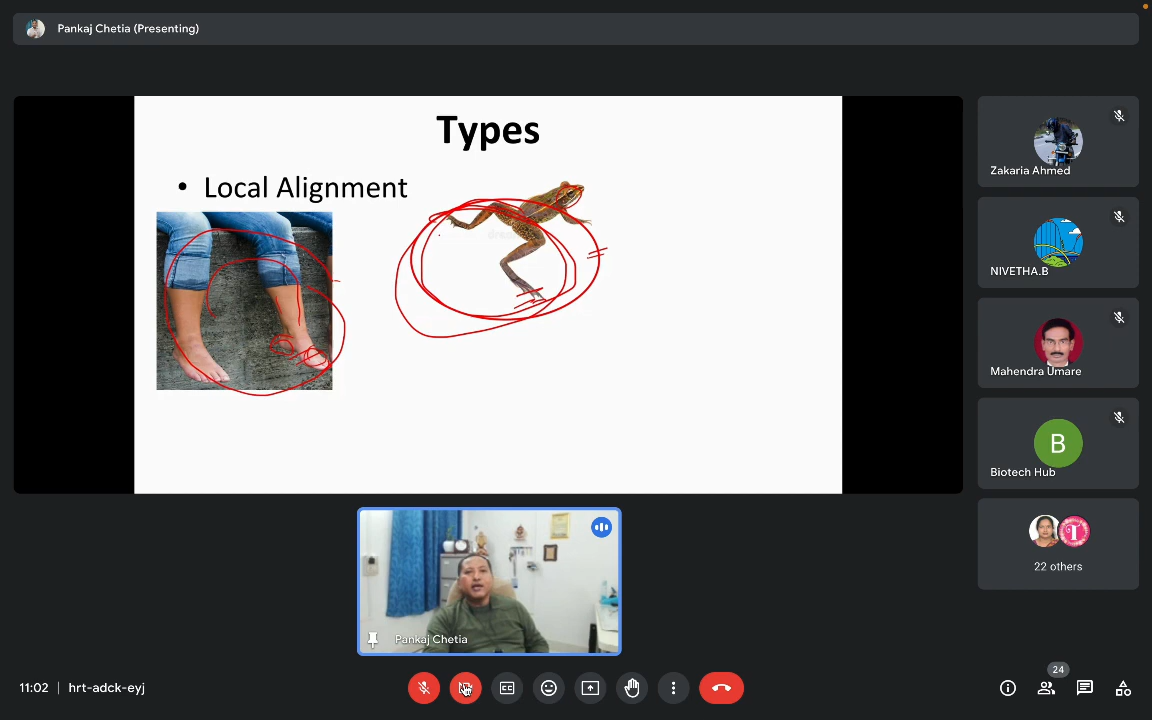 Pankaj Chetia (Presenting)
Types
• Local Alignment
Zakaria Ahmed
NIVETHA.B
Mahendra Umare
B
Biotech Hub
T
22 others
Pankaj Chetia
11:02 | hrt-adck-eyj
CC
24